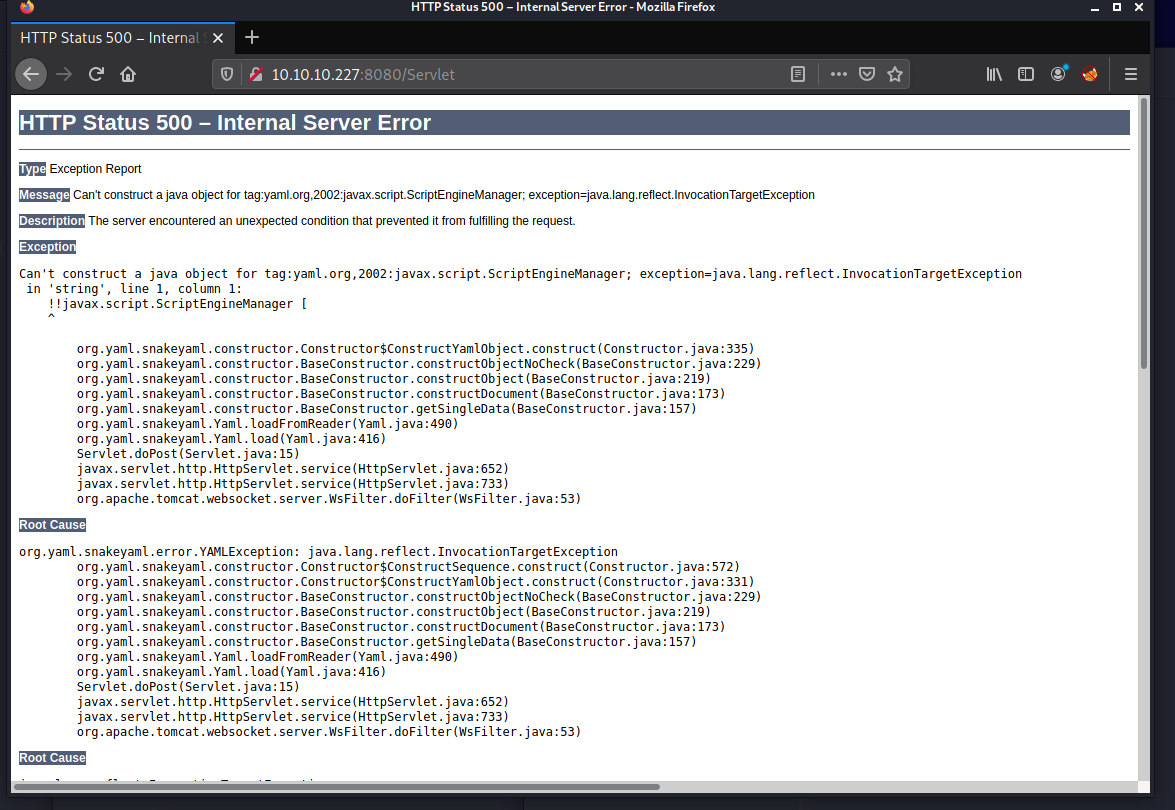 HTTP Status 500 – Internal Server Error - Mozilla Firefox
HTTP Status 500 – Internal S
10.10.10.227:8080/Servlet
HTTP Status 500 – Internal Server Error
Type Exception Report
Message Can't construct a java object for tag:yaml.org,2002:javax.script.ScriptEngineManager; exception=java.lang.reflect.InvocationTargetException
Description The server encountered an unexpected condition that prevented it from fulfilling the request.
Exception
Can't construct a java object for tag:yaml.org,2002:javax.script.ScriptEngineManager; exception=java.lang.reflect.InvocationTargetException
in 'string', line 1, column 1:
!!javax.script.ScriptEngineManager [
^
org.yaml.snakeyaml.constructor.Constructor$ConstructYamlObject.construct(Constructor.java:335)
org.yaml.snakeyaml.constructor.BaseConstructor.constructObjectNoCheck(BaseConstructor.java:229)
org.yaml.snakeyaml.constructor.BaseConstructor.constructObject(BaseConstructor.java:219)
org.yaml.snakeyaml.constructor.BaseConstructor.constructDocument(BaseConstructor.java:173)
org.yaml.snakeyaml.constructor.BaseConstructor.getSingleData(BaseConstructor.java:157)
org.yaml.snakeyaml.Yaml.loadFromReader(Yaml.java:490)
org.yaml.snakeyaml.Yaml.load(Yaml.java:416)
Servlet.doPost(Servlet.java:15)
javax.servlet.http.HttpServlet.service(HttpServlet.java:652)
javax.servlet.http.HttpServlet.service(HttpServlet.java:733)
org.apache.tomcat.websocket.server.WsFilter.doFilter(WsFilter.java:53)
Root Cause
org.yaml.snakeyaml.error.YAMLException: java.lang.reflect.InvocationTargetException
org.yaml.snakeyaml.constructor.Constructor$ConstructSequence.construct(Constructor.java:572)
org.yaml.snakeyaml.constructor.Constructor$ConstructYamlObject.construct(Constructor.java:331)
org.yaml.snakeyaml.constructor.BaseConstructor.constructObjectNoCheck(BaseConstructor.java:229)
org.yaml.snakeyaml.constructor.BaseConstructor.constructObject(BaseConstructor.java:219)
org.yaml.snakeyaml.constructor.BaseConstructor.constructDocument(BaseConstructor.java:173)
org.yaml.snakeyaml.constructor.BaseConstructor.getSingleData(BaseConstructor.java:157)
org.yaml.snakeyaml.Yaml.loadFromReader(Yaml.java:490)
org.yaml.snakeyaml.Yaml.load(Yaml.java:416)
Servlet.doPost(Servlet.java:15)
javax.servlet.http.HttpServlet.service(HttpServlet.java:652)
javax.servlet.http.HttpServlet.service(HttpServlet.java:733)
org.apache.tomcat.websocket.server.WsFilter.doFilter(WsFilter.java:53)
Root Cause